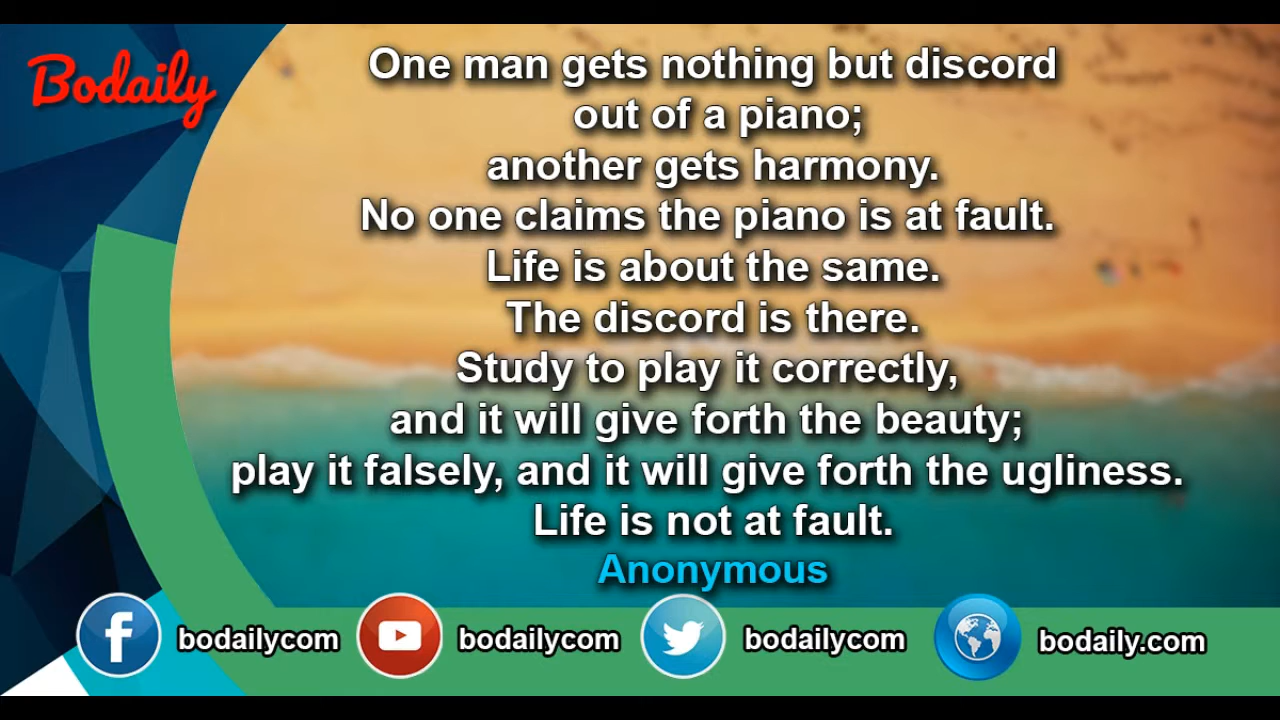 Bodaily
One man gets nothing but discord
out of a piano;
another gets harmony.
No one claims the piano is at fault.
Life is about the same.
The discord is there.
Study to play it correctly,
and it will give forth the beauty;
play it falsely, and it will give forth the ugliness.
Life is not at fault.
Anonymous
f bodailycom bodailycom bodailycom bodaily.com